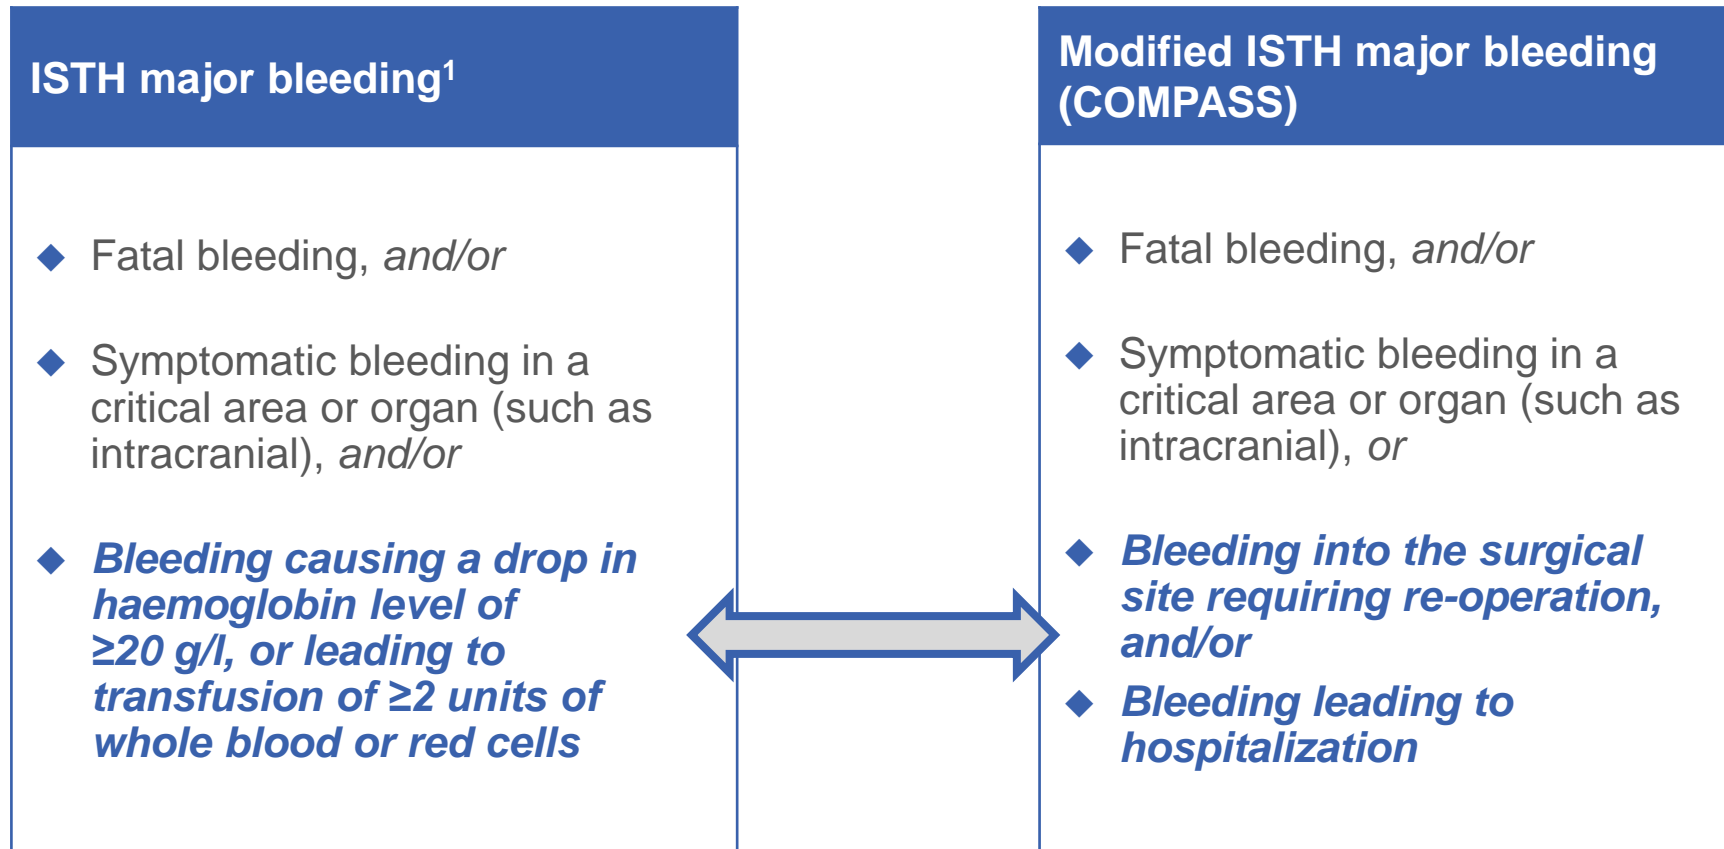 ISTH major bleeding¹
Fatal bleeding, and/or
Symptomatic bleeding in a
critical area or organ (such as
intracranial), and/or
Bleeding causing a drop in
haemoglobin level of
≥20 g/l, or leading to
transfusion of ≥2 units of
whole blood or red cells
Modified ISTH major bleeding
(COMPASS)
Fatal bleeding, and/or
Symptomatic bleeding in a
critical area or organ (such as
intracranial), or
Bleeding into the surgical
site requiring re-operation,
and/or
Bleeding leading to
hospitalization